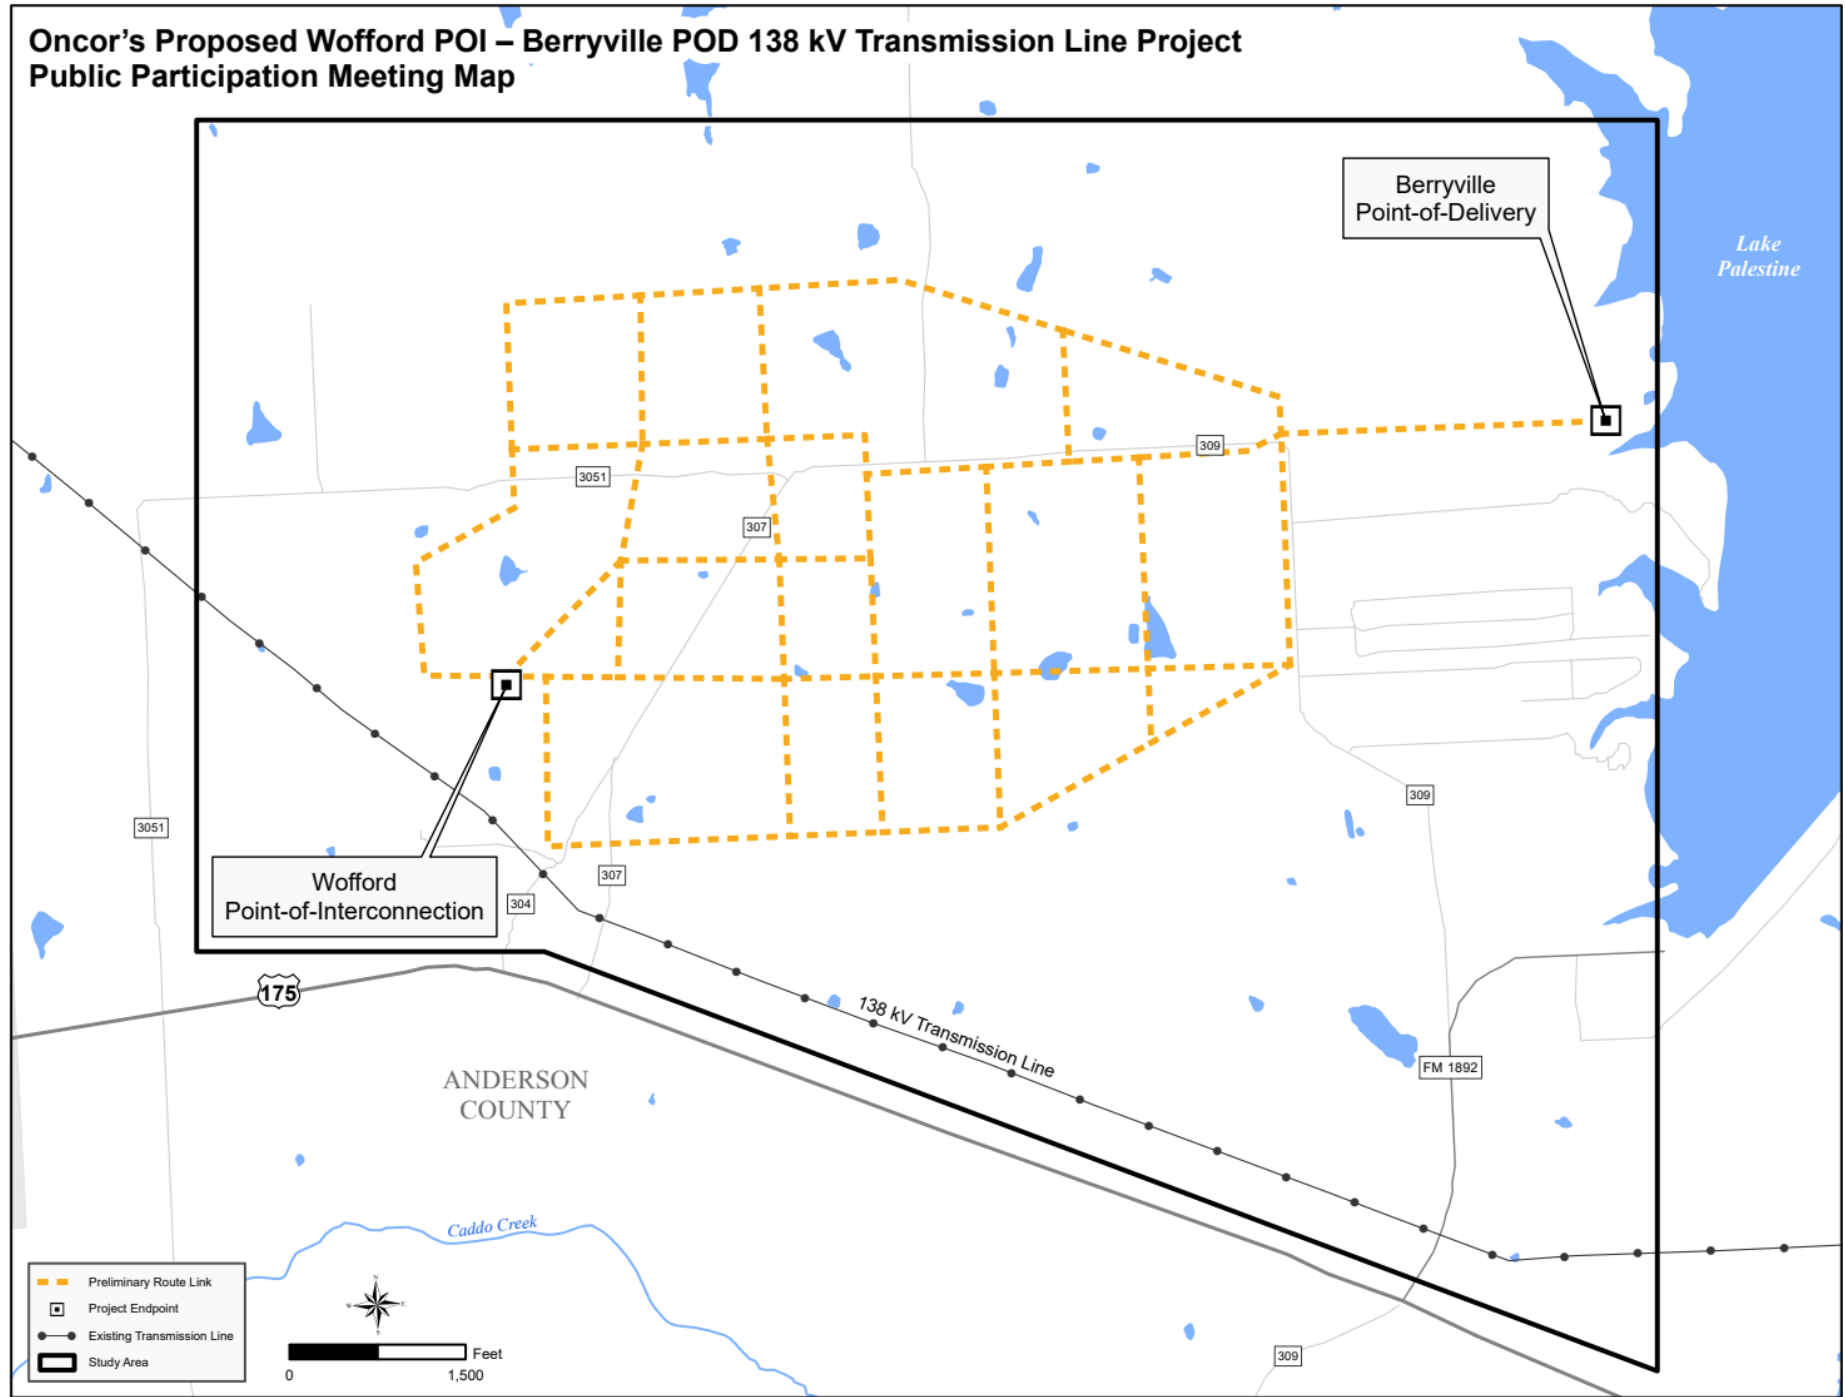 Oncor's Proposed Wofford POI – Berryville POD 138 kV Transmission Line Project
Public Participation Meeting Map
Berryville
Point-of-Delivery
Lake
Palestine
309
3051
307
309
3051
Wofford
Point-of-Interconnection
307
304
175
138 kV Transmission Line
FM 1892
ANDERSON
COUNTY
Caddo Creek
Preliminary Route Link
Project Endpoint
Existing Transmission Line
Study Area
N
W
E
S
Feet
0
1,500
309